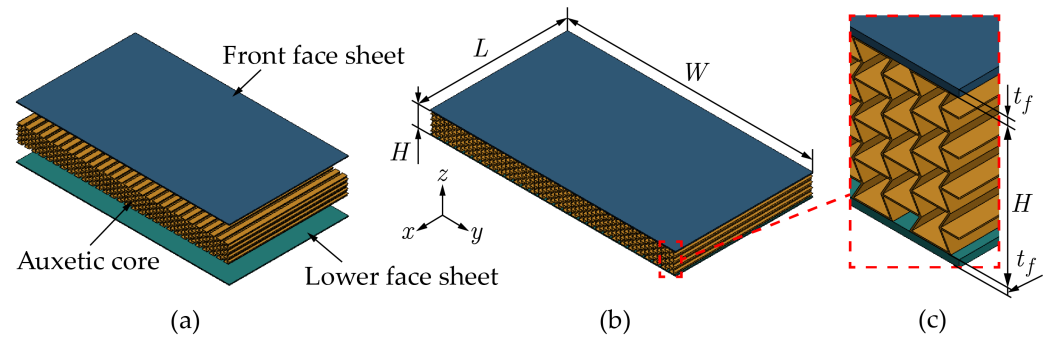 Front face sheet
Auxetic core
Lower face sheet
(a)
L
W
H
z
x
y
(b)
t_f
H
t_f
(c)